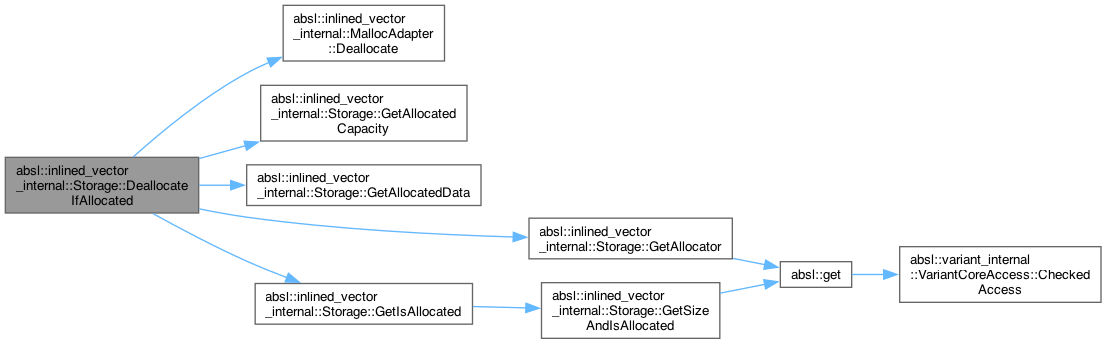 absl::inlined_vector
_internal::MallocAdapter
::Deallocate
absl::inlined_vector
_internal::Storage::GetAllocated
Capacity
absl::inlined_vector
_internal::Storage::Deallocate
IfAllocated
absl::inlined_vector
_internal::Storage::GetAllocatedData
absl::inlined_vector
_internal::Storage::GetAllocator
absl::get
absl::variant_internal
::VariantCoreAccess::Checked
Access
absl::inlined_vector
_internal::Storage::GetIsAllocated
absl::inlined_vector
_internal::Storage::GetSize
AndIsAllocated